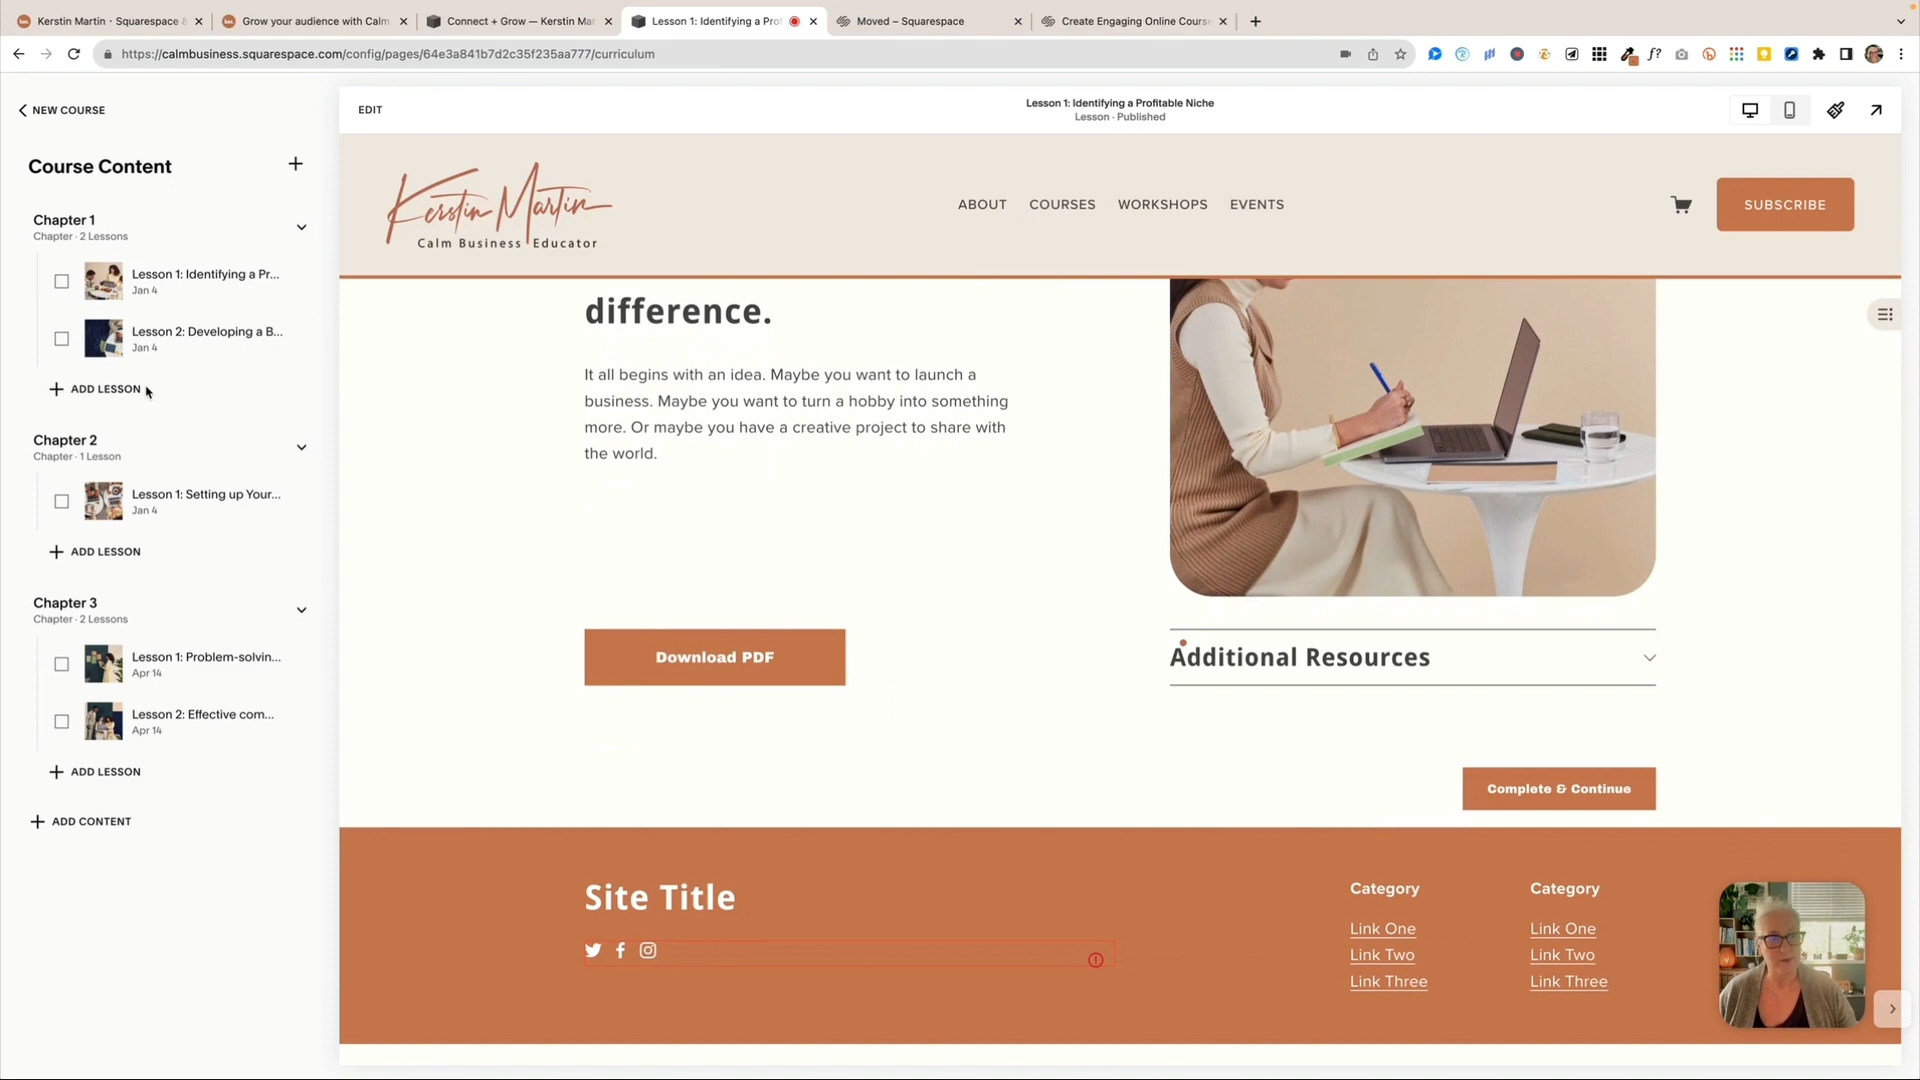 Kerstin Martin - Squarespace &
Grow your audience with Calm
Connect + Grow — Kerstin Mar
Lesson 1: Identifying a Prof
Moved – Squarespace
Create Engaging Online Course
https://calmbusiness.squarespace.com/config/pages/64e3a841b7d2c35f235aa777/curriculum
NEW COURSE
Course Content
Chapter 1
Chapter · 2 Lessons
Lesson 1: Identifying a Pr...
Jan 4
Lesson 2: Developing a B...
Jan 4
ADD LESSON
Chapter 2
Chapter · 1 Lesson
Lesson 1: Setting up Your...
Jan 4
ADD LESSON
Chapter 3
Chapter · 2 Lessons
Lesson 1: Problem-solvin...
Apr 14
Lesson 2: Effective com...
Apr 14
ADD LESSON
ADD CONTENT
EDIT
Lesson 1: Identifying a Profitable Niche
Lesson · Published
Kerstin Martin
Calm Business Educator
ABOUT
COURSES
WORKSHOPS
EVENTS
SUBSCRIBE
difference.
It all begins with an idea. Maybe you want to launch a
business. Maybe you want to turn a hobby into something
more. Or maybe you have a creative project to share with
the world.
Download PDF
Additional Resources
Complete & Continue
Site Title
Category
Link One
Link Two
Link Three
Category
Link One
Link Two
Link Three